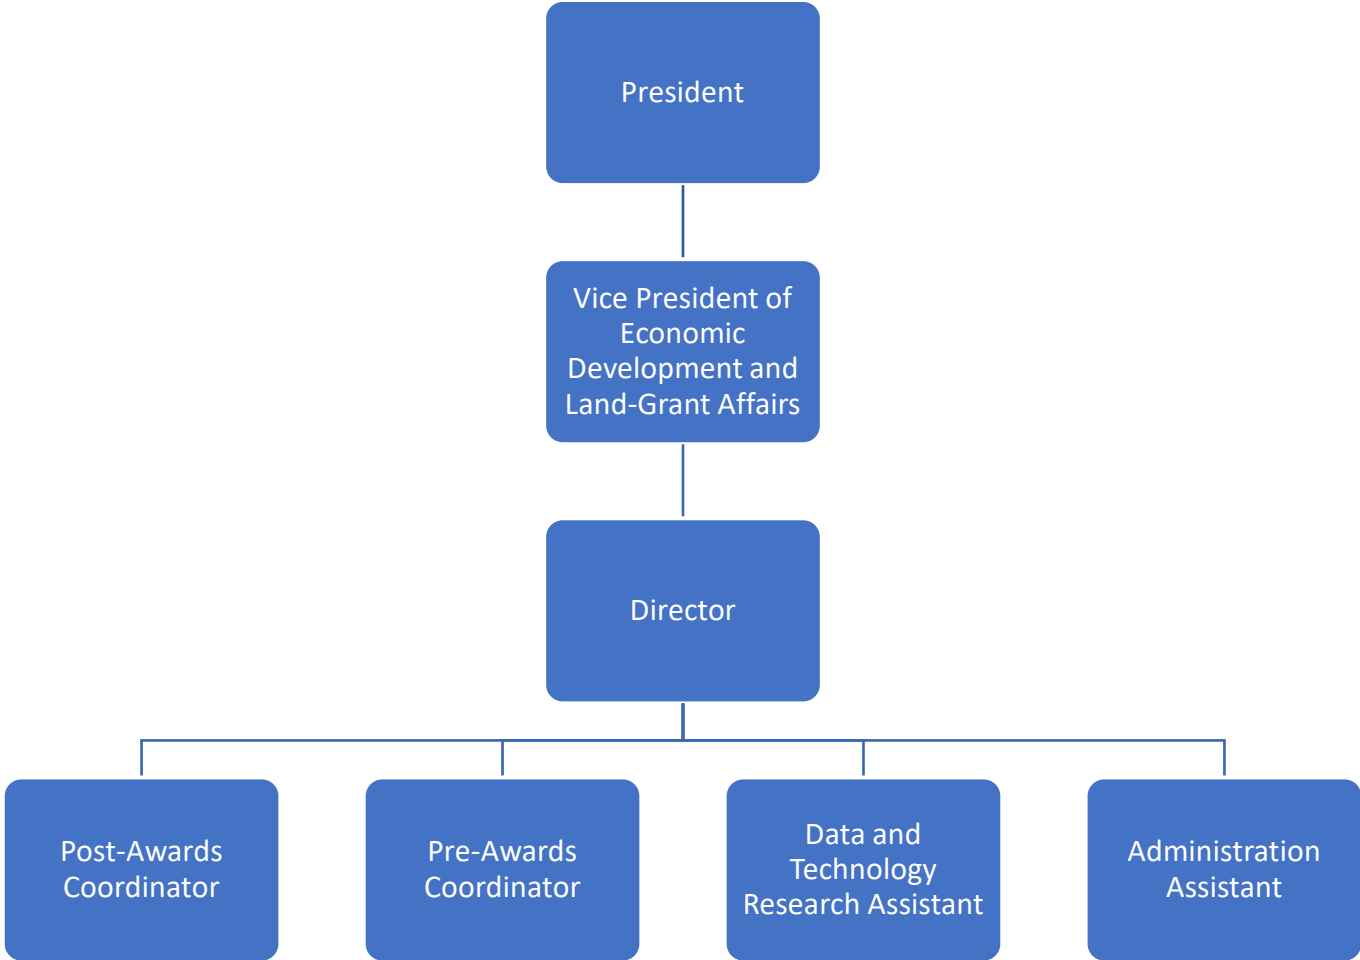 President
Vice President of
Economic
Development and
Land-Grant Affairs
Director
Post-Awards
Coordinator
Pre-Awards
Coordinator
Data and
Technology
Research Assistant
Administration
Assistant